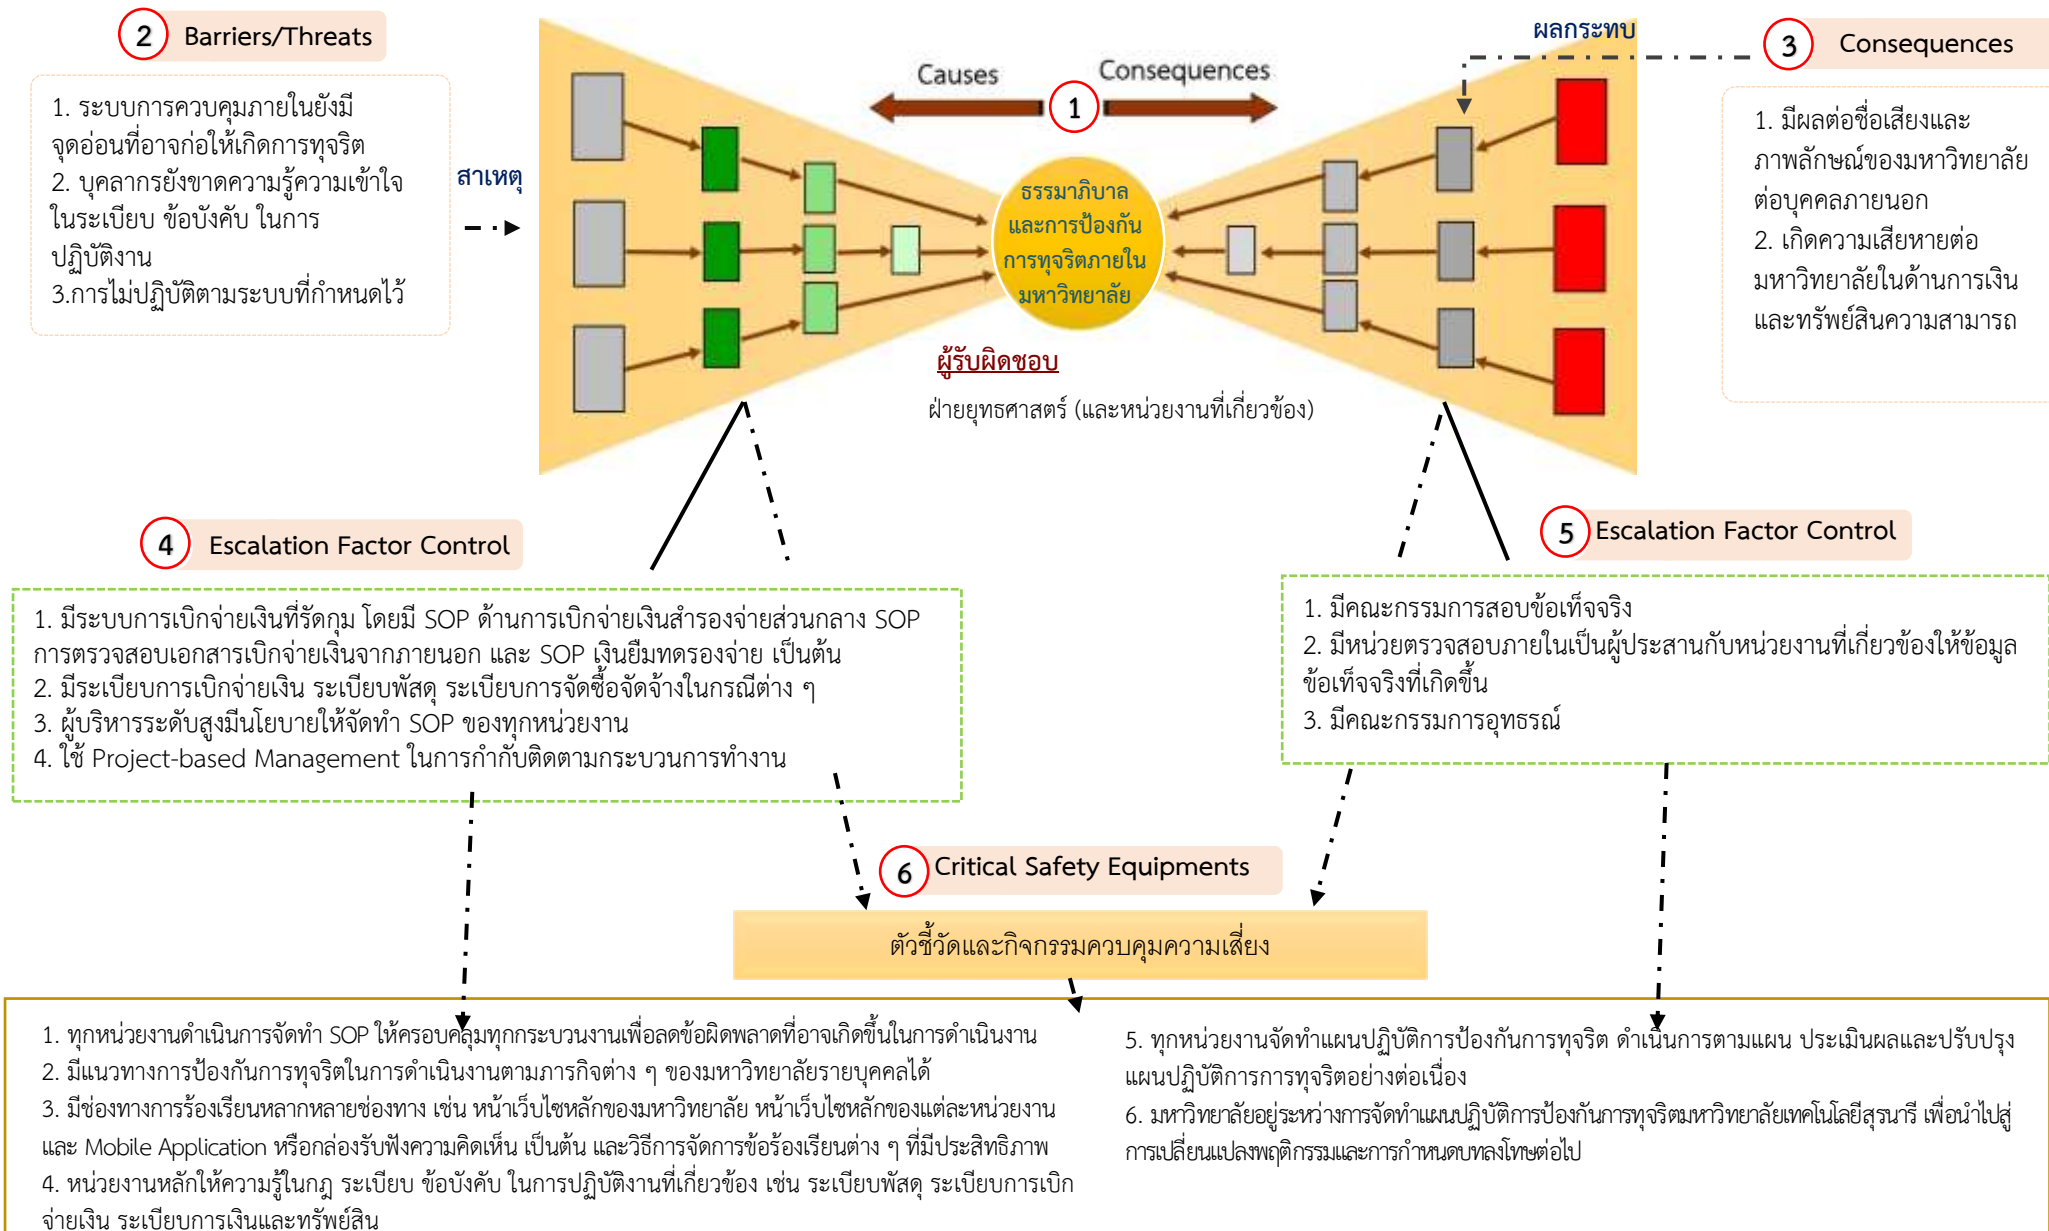 2 Barriers/Threats
1. ระบบการควบคุมภายในยังมี
จุดอ่อนที่อาจก่อให้เกิดการทุจริต
2. บุคลากรยังขาดความรู้ความเข้าใจ
ในระเบียบ ข้อบังคับ ในการ
ปฏิบัติงาน
3.การไม่ปฏิบัติตามระบบที่กำหนดไว้
สาเหตุ
Causes
1
Consequences
ธรรมาภิบาล
และการป้องกัน
การทุจริตภายใน
มหาวิทยาลัย
ผู้รับผิดชอบ
ฝ่ายยุทธศาสตร์ (และหน่วยงานที่เกี่ยวข้อง)
ผลกระทบ
3 Consequences
1. มีผลต่อชื่อเสียงและ
ภาพลักษณ์ของมหาวิทยาลัย
ต่อบุคคลภายนอก
2. เกิดความเสียหายต่อ
มหาวิทยาลัยในด้านการเงิน
และทรัพย์สินความสามารถ
4 Escalation Factor Control
1. มีระบบการเบิกจ่ายเงินที่รัดกุม โดยมี SOP ด้านการเบิกจ่ายเงินสำรองจ่ายส่วนกลาง SOP
การตรวจสอบเอกสารเบิกจ่ายเงินจากภายนอก และ SOP เงินยืมทดรองจ่าย เป็นต้น
2. มีระเบียบการเบิกจ่ายเงิน ระเบียบพัสดุ ระเบียบการจัดซื้อจัดจ้างในกรณีต่าง ๆ
3. ผู้บริหารระดับสูงมีนโยบายให้จัดทำ SOP ของทุกหน่วยงาน
4. ใช้ Project-based Management ในการกำกับติดตามกระบวนการทำงาน
5 Escalation Factor Control
1. มีคณะกรรมการสอบข้อเท็จจริง
2. มีหน่วยตรวจสอบภายในเป็นผู้ประสานกับหน่วยงานที่เกี่ยวข้องให้ข้อมูล
ข้อเท็จจริงที่เกิดขึ้น
3. มีคณะกรรมการอุทธรณ์
6 Critical Safety Equipments
ตัวชี้วัดและกิจกรรมควบคุมความเสี่ยง
1. ทุกหน่วยงานดำเนินการจัดทำ SOP ให้ครอบคลุมทุกกระบวนงานเพื่อลดข้อผิดพลาดที่อาจเกิดขึ้นในการดำเนินงาน
2. มีแนวทางการป้องกันการทุจริตในการดำเนินงานตามภารกิจต่าง ๆ ของมหาวิทยาลัยรายบุคคลได้
3. มีช่องทางการร้องเรียนหลากหลายช่องทาง เช่น หน้าเว็บไซหลักของมหาวิทยาลัย หน้าเว็บไซหลักของแต่ละหน่วยงาน
และ Mobile Application หรือกล่องรับฟังความคิดเห็น เป็นต้น และวิธีการจัดการข้อร้องเรียนต่าง ๆ ที่มีประสิทธิภาพ
4. หน่วยงานหลักให้ความรู้ในกฎ ระเบียบ ข้อบังคับ ในการปฏิบัติงานที่เกี่ยวข้อง เช่น ระเบียบพัสดุ ระเบียบการเบิก
จ่ายเงิน ระเบียบการเงินและทรัพย์สิน
5. ทุกหน่วยงานจัดทำแผนปฏิบัติการป้องกันการทุจริต ดำเนินการตามแผน ประเมินผลและปรับปรุง
แผนปฏิบัติการการทุจริตอย่างต่อเนื่อง
6. มหาวิทยาลัยอยู่ระหว่างการจัดทำแผนปฏิบัติการป้องกันการทุจริตมหาวิทยาลัยเทคโนโลยีสุรนารี เพื่อนำไปสู่
การเปลี่ยนแปลงพฤติกรรมและการกำหนดบทลงโทษต่อไป